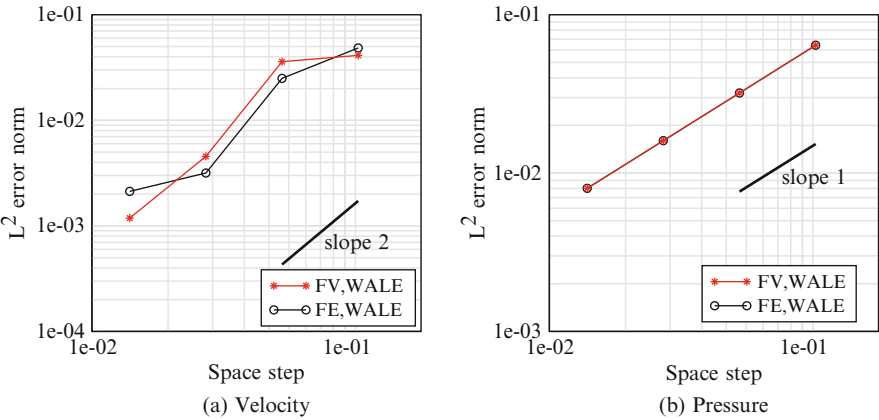 1e-01
1e-02
1e-03
1e-04
L² error norm
slope 2
FV,WALE
FE,WALE
1e-02
1e-01
Space step
(a) Velocity
1e-01
1e-02
1e-03
L² error norm
slope 1
FV,WALE
FE,WALE
1e-02
1e-01
Space step
(b) Pressure